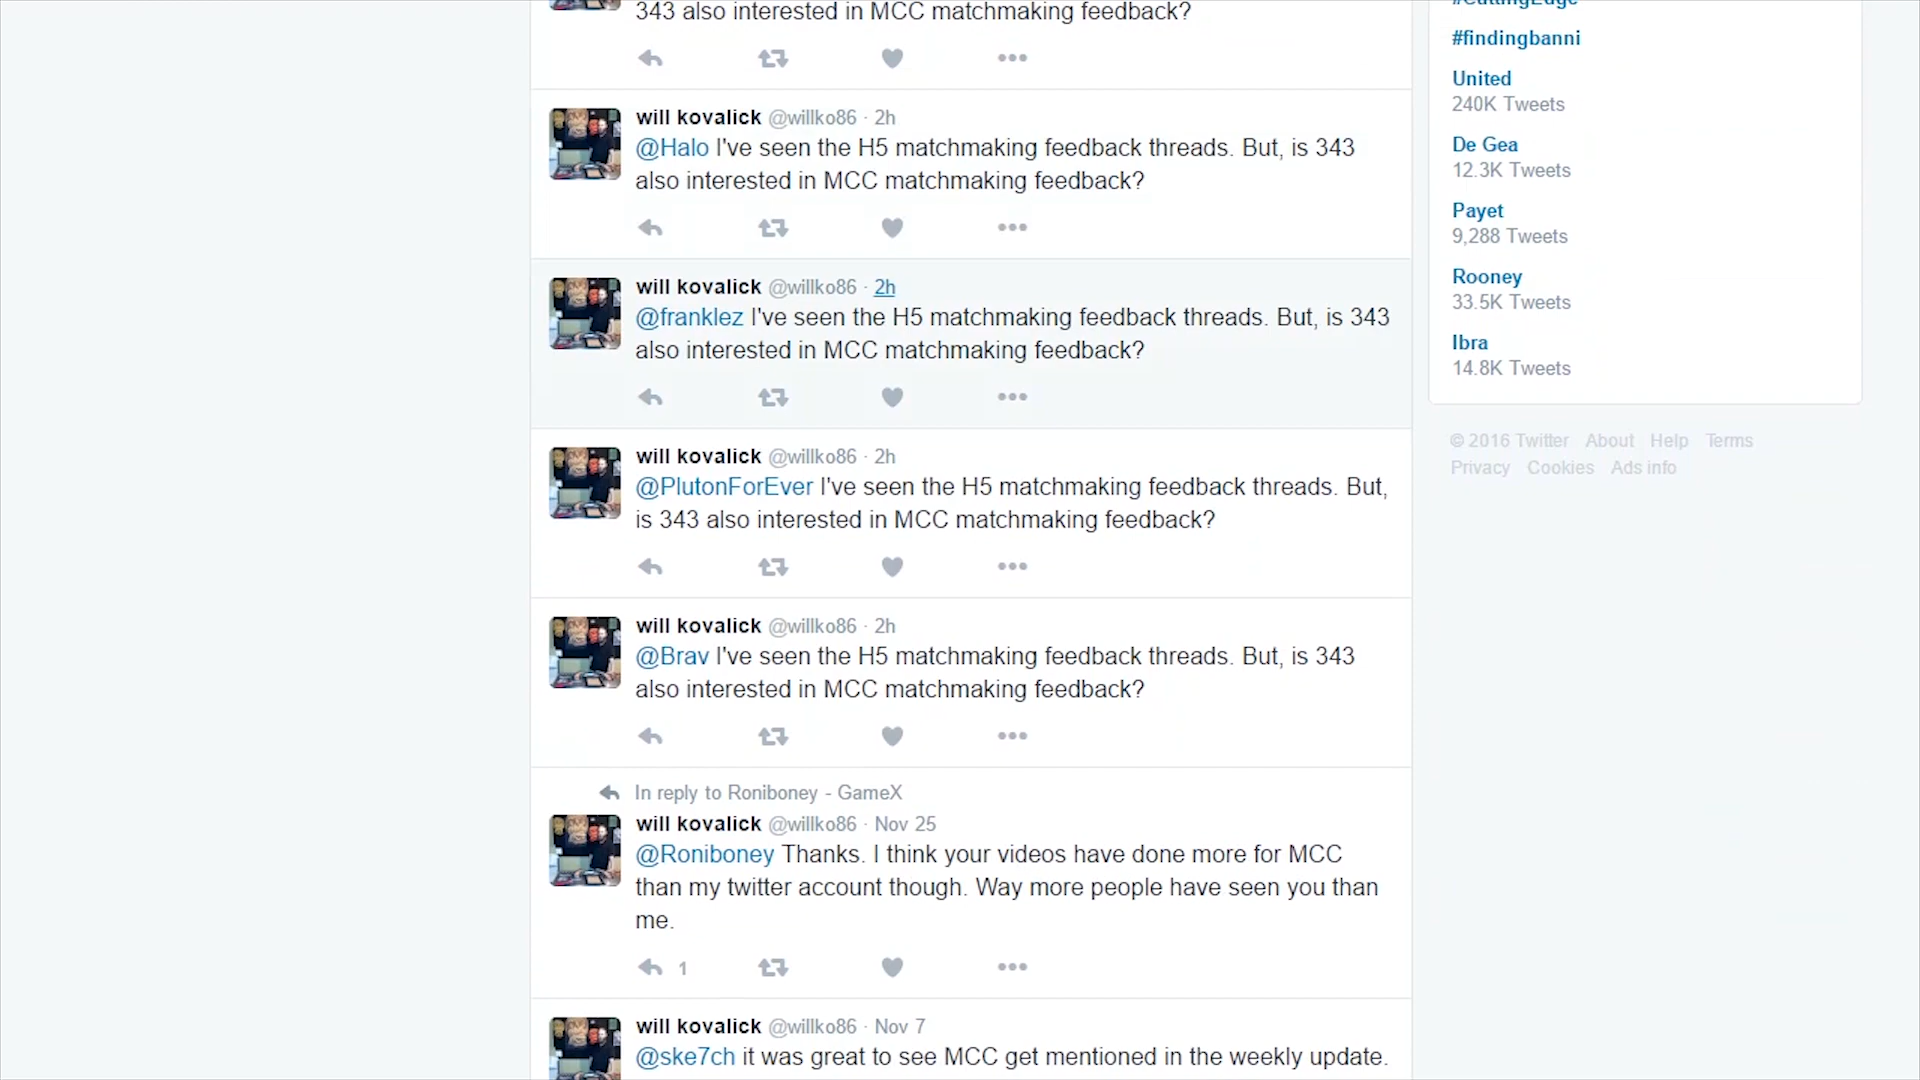 343 also interested in MCC matchmaking feedback?
will kovalick @willko86 · 2h
@Halo I've seen the H5 matchmaking feedback threads. But, is 343
also interested in MCC matchmaking feedback?
will kovalick @willko86 · 2h
@franklez I've seen the H5 matchmaking feedback threads. But, is 343
also interested in MCC matchmaking feedback?
will kovalick @willko86 · 2h
@PlutonForEver I've seen the H5 matchmaking feedback threads. But,
is 343 also interested in MCC matchmaking feedback?
will kovalick @willko86 · 2h
@Brav I've seen the H5 matchmaking feedback threads. But, is 343
also interested in MCC matchmaking feedback?
In reply to Roniboney - GameX
will kovalick @willko86 · Nov 25
@Roniboney Thanks. I think your videos have done more for MCC
than my twitter account though. Way more people have seen you than
me.
1
will kovalick @willko86 · Nov 7
@ske7ch it was great to see MCC get mentioned in the weekly update.
#CuttingEdge
#findingbanni
United
240K Tweets
De Gea
12.3K Tweets
Payet
9,288 Tweets
Rooney
33.5K Tweets
Ibra
14.8K Tweets
© 2016 Twitter About Help Terms
Privacy Cookies Ads info